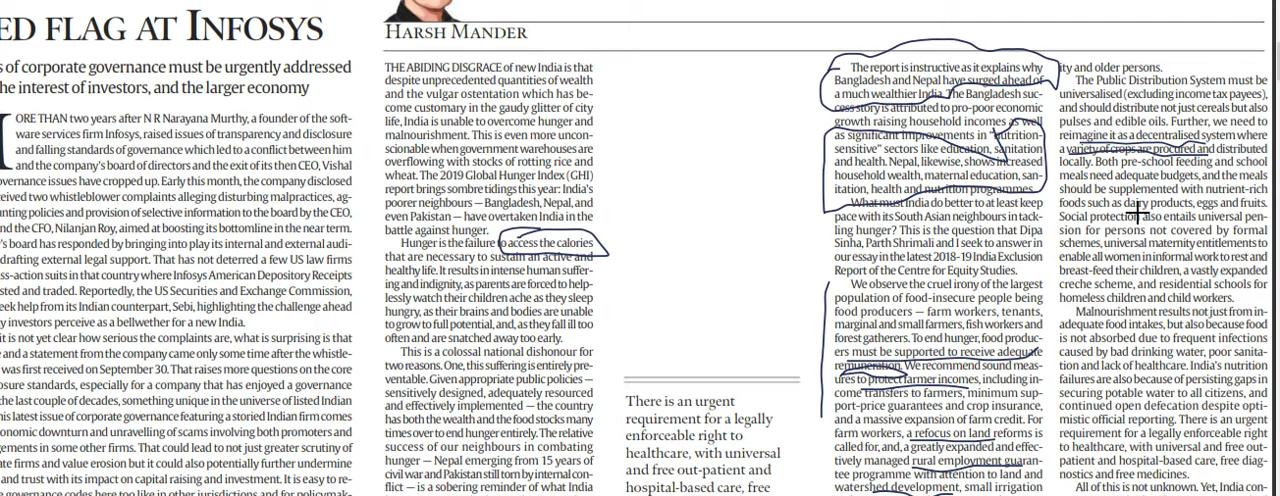 ED FLAG AT INFOSYS
s of corporate governance must be urgently addressed
he interest of investors, and the larger economy
ORE THAN two years after N R Narayana Murthy, a founder of the soft-
ware services firm Infosys, raised issues of transparency and disclosure
and falling standards of governance which led to a conflict between him
and the company's board of directors and the exit of its then CEO, Vishal
overnance issues have cropped up. Early this month, the company disclosed
ceived two whistleblower complaints alleging disturbing malpractices, ag-
unting policies and provision of selective information to the board by the CEO,
nd the CFO, Nilanjan Roy, aimed at boosting its bottomline in the near term.
's board has responded by bringing into play its internal and external audi-
drafting external legal support. That has not deterred a few US law firms
ss-action suits in that country where Infosys American Depository Receipts
sted and traded. Reportedly, the US Securities and Exchange Commission,
eek help from its Indian counterpart, Sebi, highlighting the challenge ahead
y investors perceive as a bellwether for a new India.
it is not yet clear how serious the complaints are, what is surprising is that
and a statement from the company came only some time after the whistle-
was first received on September 30. That raises more questions on the core
osure standards, especially for a company that has enjoyed a governance
the last couple of decades, something unique in the universe of listed Indian
his latest issue of corporate governance featuring a storied Indian firm comes
onomic downturn and unravelling of scams involving both promoters and
gements in some other firms. That could lead to not just greater scrutiny of
ate firms and value erosion but it could also potentially further undermine
and trust with its impact on capital raising and investment. It is easy to re-
e governance codes here too like in other jurisdictions and for policymak-
HARSH MANDER
THE ABIDING DISGRACE of new India is that
despite unprecedented quantities of wealth
and the vulgar ostentation which has be-
come customary in the gaudy glitter of city
life, India is unable to overcome hunger and
malnourishment. This is even more uncon-
scionable when government warehouses are
overflowing with stocks of rotting rice and
wheat. The 2019 Global Hunger Index (GHI)
report brings sombre tidings this year: India's
poorer neighbours — Bangladesh, Nepal, and
even Pakistan — have overtaken India in the
battle against hunger.
Hunger is the failure to access the calories
that are necessary to sustain an active and
healthy life. It results in intense human suffer-
ing and indignity, as parents are forced to help-
lessly watch their children ache as they sleep
hungry, as their brains and bodies are unable
to grow to full potential, and, as they fall ill too
often and are snatched away too early.
This is a colossal national dishonour for
two reasons. One, this suffering is entirely pre-
ventable. Given appropriate public policies —
sensitively designed, adequately resourced
and effectively implemented — the country
has both the wealth and the food stocks many
times over to end hunger entirely. The relative
success of our neighbours in combating
hunger — Nepal emerging from 15 years of
civil war and Pakistan still torn by internal con-
flict — is a sobering reminder of what India
There is an urgent
requirement for a legally
enforceable right to
healthcare, with universal
and free out-patient and
hospital-based care, free
The report is instructive as it explains why
Bangladesh and Nepal have surged ahead of
a much wealthier India. The Bangladesh suc-
cess story is attributed to pro-poor economic
growth raising household incomes as well
as significant improvements in "nutrition-
sensitive" sectors like education, sanitation
and health. Nepal, likewise, shows increased
household wealth, maternal education, san-
itation, health and nutrition programmes.
What must India do better to at least keep
pace with its South Asian neighbours in tack-
ling hunger? This is the question that Dipa
Sinha, Parth Shrimali and I seek to answer in
our essay in the latest 2018-19 India Exclusion
Report of the Centre for Equity Studies.
We observe the cruel irony of the largest
population of food-insecure people being
food producers — farm workers, tenants,
marginal and small farmers, fish workers and
forest gatherers. To end hunger, food produc-
ers must be supported to receive adequate
remuneration. We recommend sound meas-
ures to protect farmer incomes, including in-
come transfers to farmers, minimum sup-
port-price guarantees and crop insurance,
and a massive expansion of farm credit. For
farm workers, a refocus on land reforms is
called for, and, a greatly expanded and effec-
tively managed rural employment guaran-
tee programme with attention to land and
watershed development, small irrigation
ity and older persons.
The Public Distribution System must be
universalised (excluding income tax payees),
and should distribute not just cereals but also
pulses and edible oils. Further, we need to
reimagine it as a decentralised system where
a variety of crops are procured and distributed
locally. Both pre-school feeding and school
meals need adequate budgets, and the meals
should be supplemented with nutrient-rich
foods such as dairy products, eggs and fruits.
Social protection also entails universal pen-
sion for persons not covered by formal
schemes, universal maternity entitlements to
enable all women in informal work to rest and
breast-feed their children, a vastly expanded
creche scheme, and residential schools for
homeless children and child workers.
Malnourishment results not just from in-
adequate food intakes, but also because food
is not absorbed due to frequent infections
caused by bad drinking water, poor sanita-
tion and lack of healthcare. India's nutrition
failures are also because of persisting gaps in
securing potable water to all citizens, and
continued open defecation despite opti-
mistic official reporting. There is an urgent
requirement for a legally enforceable right
to healthcare, with universal and free out-
patient and hospital-based care, free diag-
nostics and free medicines.
All of this is not unknown. Yet, India con-